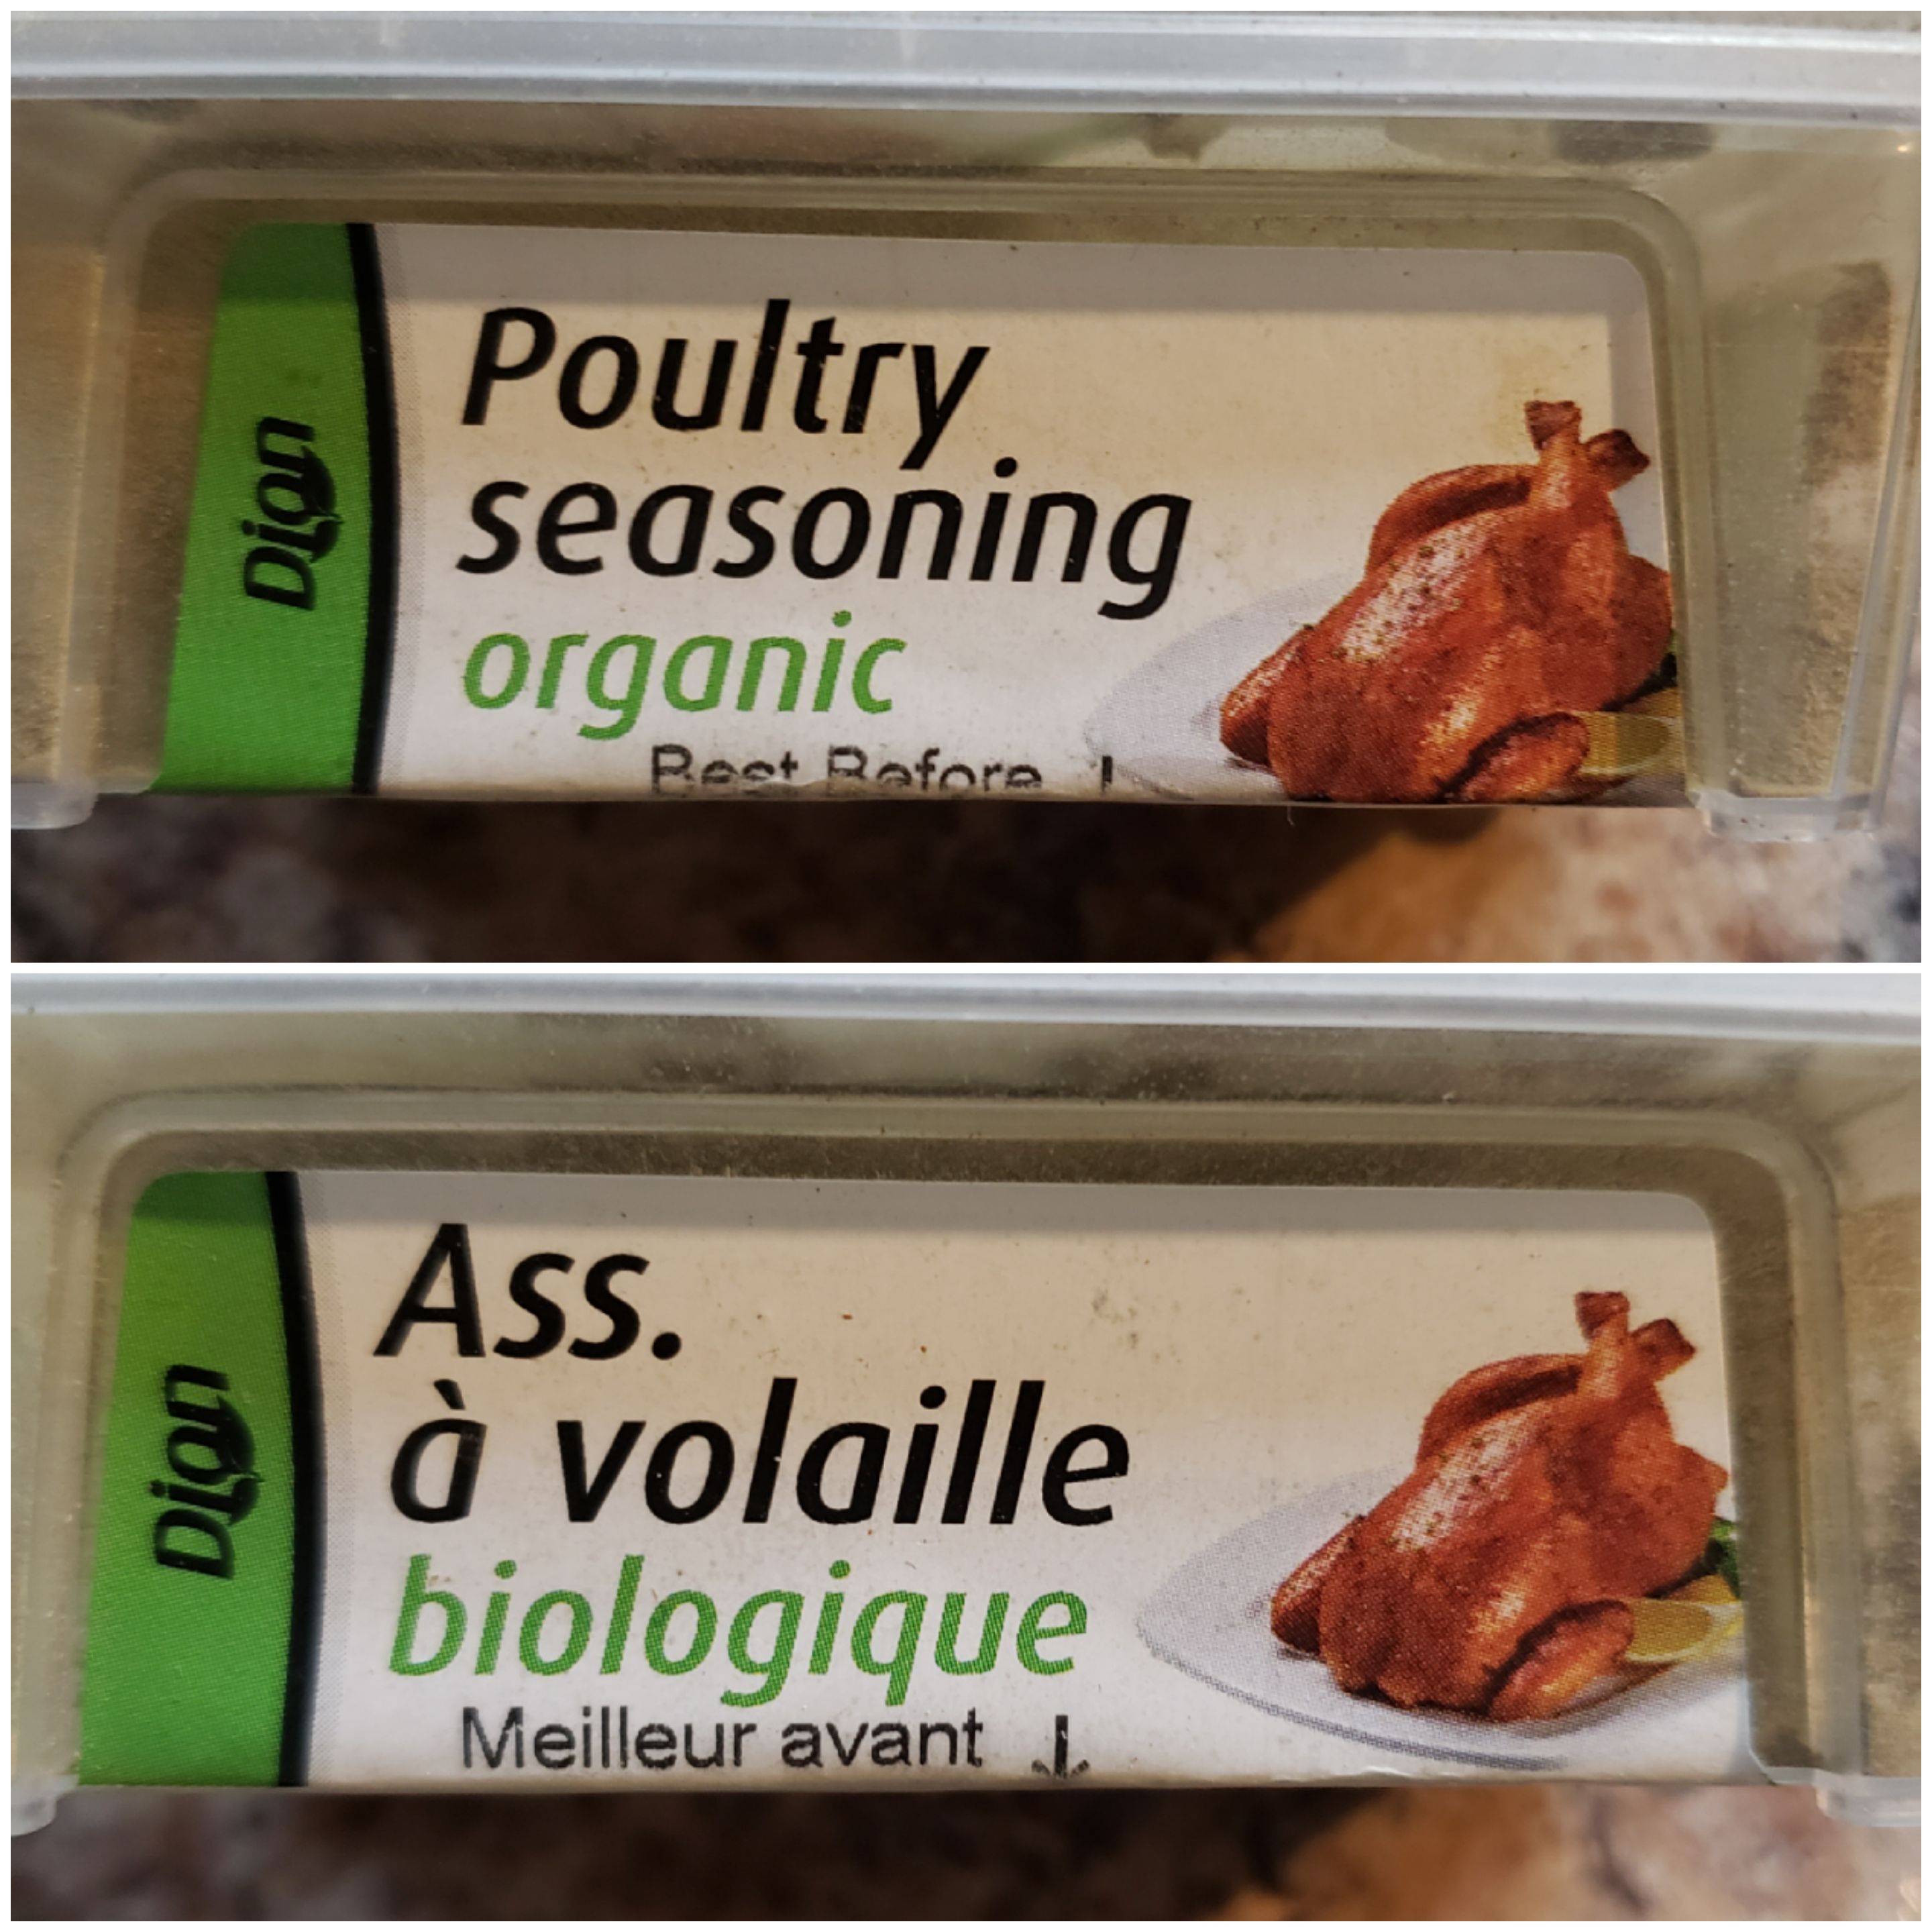 Dion
Poultry
seasoning
organic
Best Before
Dion
Ass.
à volaille
biologique
Meilleur avant